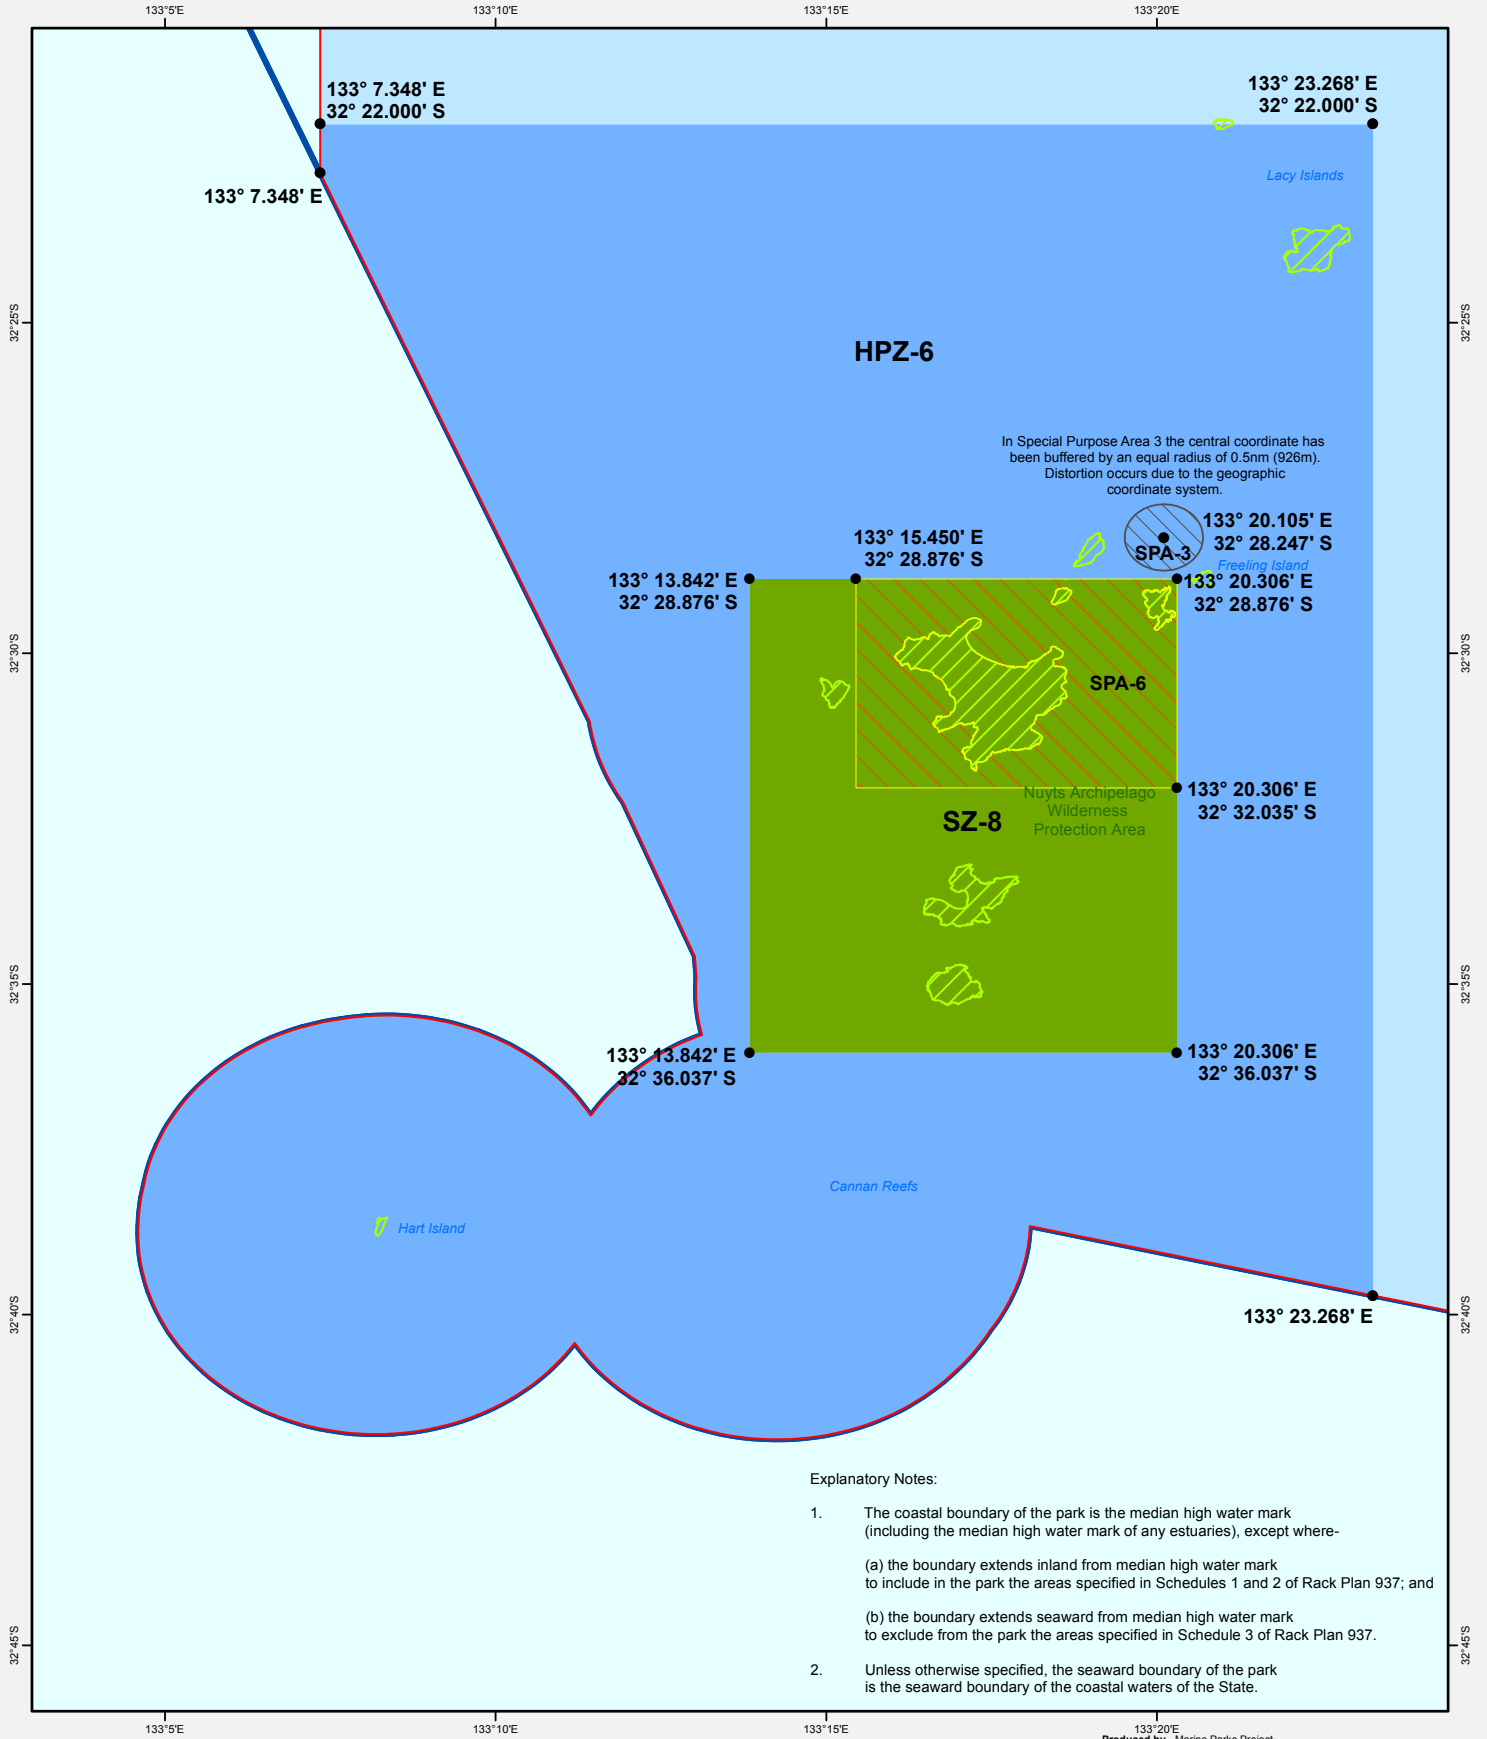 133°5'E
133°10'E
133°15'E
133°20'E
133° 7.348' E
32° 22.000' S
133° 23.268' E
32° 22.000' S
Lacy Islands
133° 7.348' E
32°25'S
32°25'S
HPZ-6
In Special Purpose Area 3 the central coordinate has
been buffered by an equal radius of 0.5nm (926m).
Distortion occurs due to the geographic
coordinate system.
133° 20.105' E
32° 28.247' S
SPA-3
Freeling Island
133° 15.450' E
32° 28.876' S
133° 13.842' E
32° 28.876' S
133° 20.306' E
32° 28.876' S
32°30'S
32°30'S
SPA-6
133° 20.306' E
32° 32.035' S
Nuyts Archipelago
Wilderness
Protection Area
SZ-8
32°35'S
32°35'S
133° 13.842' E
32° 36.037' S
133° 20.306' E
32° 36.037' S
Cannan Reefs
Hart Island
32°40'S
32°40'S
133° 23.268' E
Explanatory Notes:
1. The coastal boundary of the park is the median high water mark
(including the median high water mark of any estuaries), except where-
(a) the boundary extends inland from median high water mark
to include in the park the areas specified in Schedules 1 and 2 of Rack Plan 937; and
(b) the boundary extends seaward from median high water mark
to exclude from the park the areas specified in Schedule 3 of Rack Plan 937.
32°45'S
32°45'S
2. Unless otherwise specified, the seaward boundary of the park
is the seaward boundary of the coastal waters of the State.
133°5'E
133°10'E
133°15'E
133°20'E
Produced by Marine Parks Project